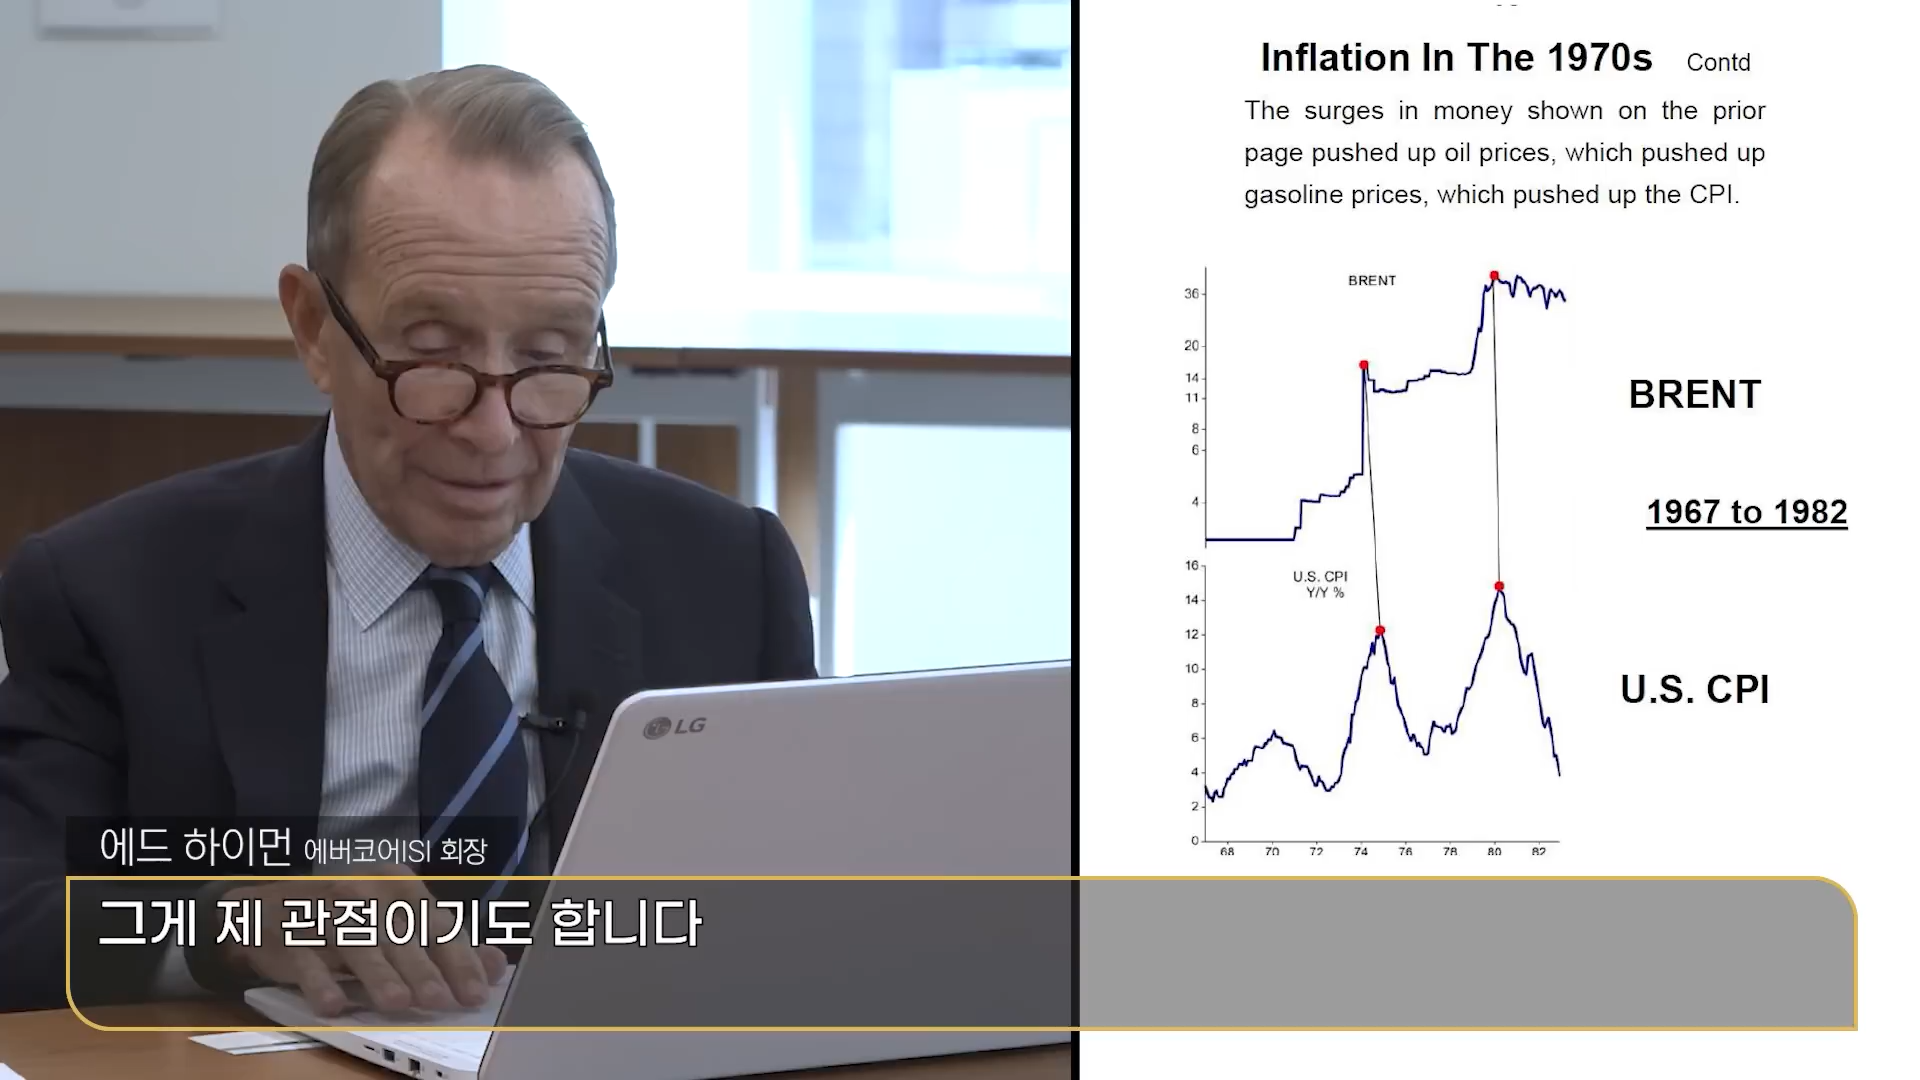 Inflation In The 1970s Contd
The surges in money shown on the prior
page pushed up oil prices, which pushed up
gasoline prices, which pushed up the CPI.
BRENT
36
20
14
11
8
6
4
BRENT
1967 to 1982
16
14
12
10
8
6
4
2
0
U.S. CPI
Y/Y %
U.S. CPI
68 70 72 74 76 78 80 82
LG
에드 하이먼 에버코어ISI 회장
그게 제 관점이기도 합니다